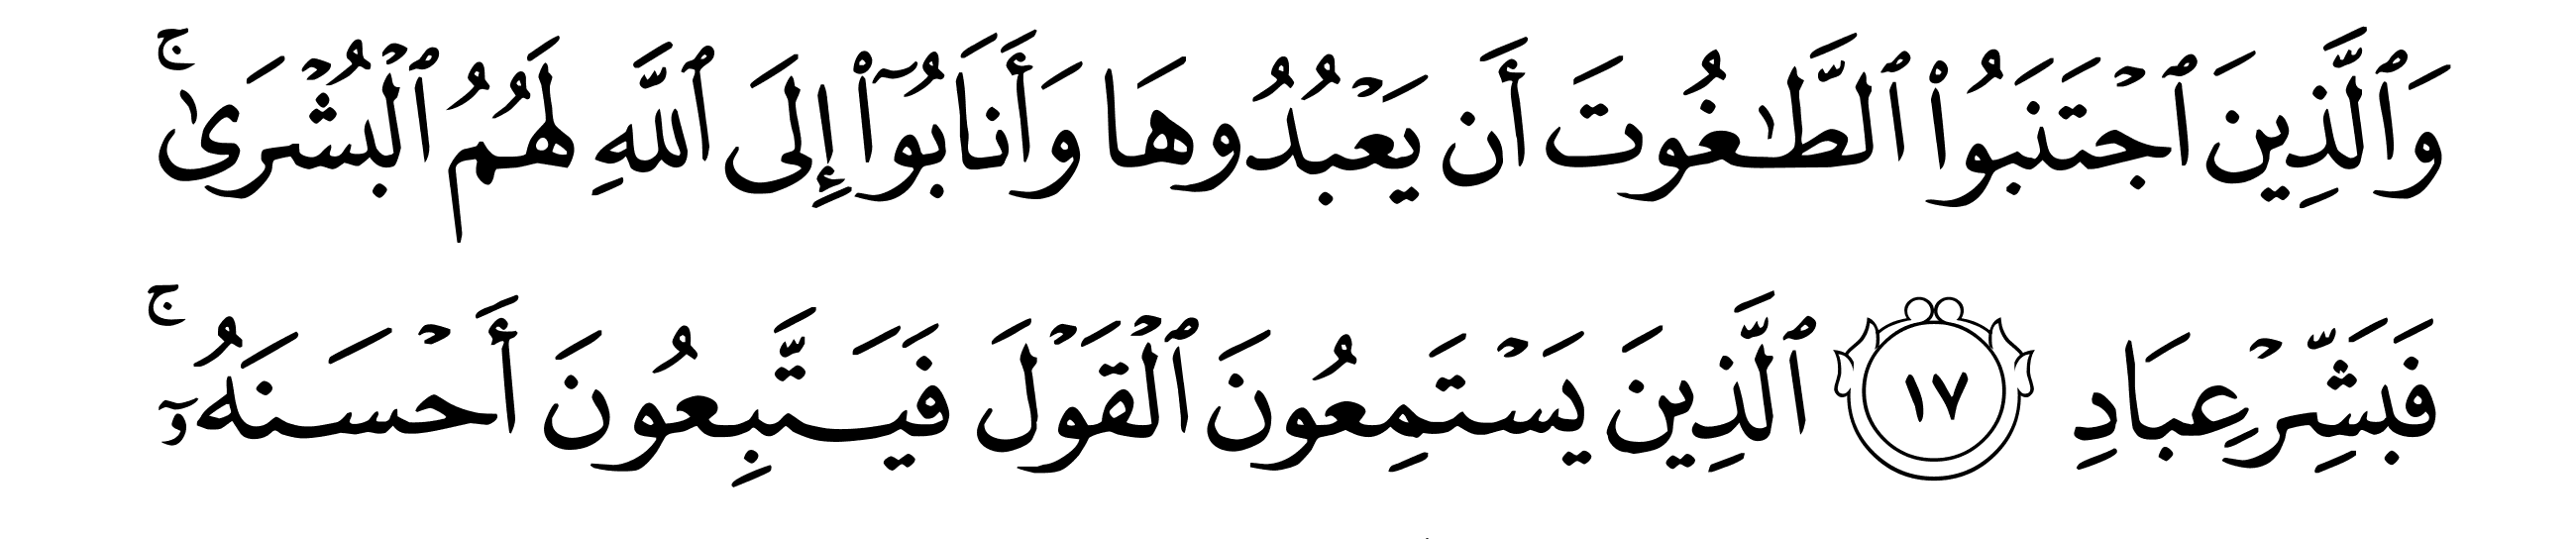 وَٱلَّذِينَ ٱجۡتَنَبُواْ ٱلطَّٰغُوتَ أَن يَعۡبُدُوهَا وَأَنَابُوٓاْ إِلَى ٱللَّهِ لَهُمُ ٱلۡبُشۡرَىٰۚ
فَبَشِّرۡ عِبَادِ ١٧ ٱلَّذِينَ يَسۡتَمِعُونَ ٱلۡقَوۡلَ فَيَتَّبِعُونَ أَحۡسَنَهُۥٓۚ